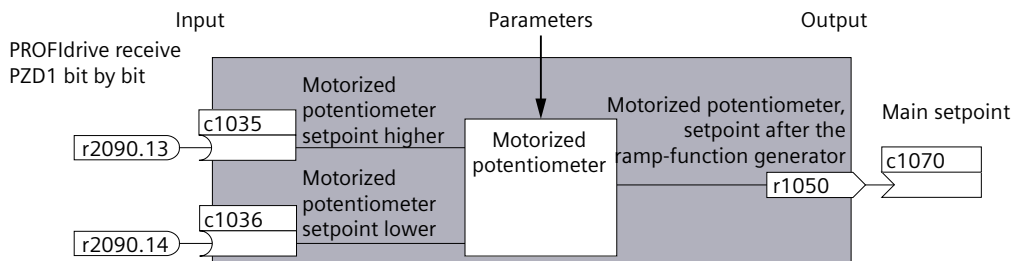 Input
Parameters
Output
PROFIdrive receive
PZD1 bit by bit
Motorized
potentiometer
setpoint higher
c1035
r2090.13
Motorized
potentiometer
setpoint lower
c1036
r2090.14
Motorized
potentiometer
Motorized potentiometer,
setpoint after the
ramp-function generator
r1050
Main setpoint
c1070